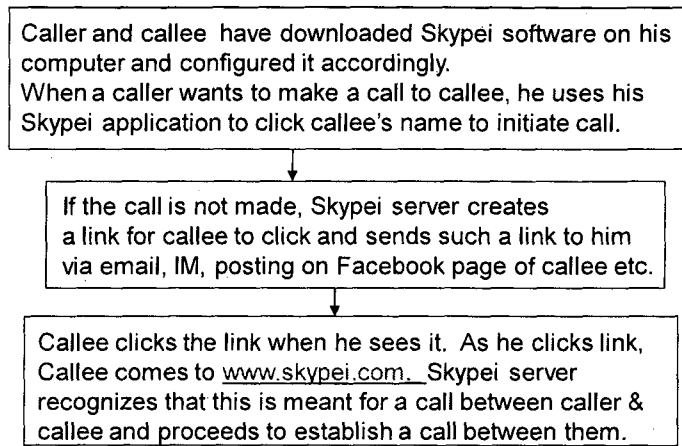 Caller and callee have downloaded Skypei software on his
computer and configured it accordingly.
When a caller wants to make a call to callee, he uses his
Skypei application to click callee's name to initiate call.
If the call is not made, Skypei server creates
a link for callee to click and sends such a link to him
via email, IM, posting on Facebook page of callee etc.
Callee clicks the link when he sees it. As he clicks link,
Callee comes to www.skypei.com. Skypei server
recognizes that this is meant for a call between caller &
callee and proceeds to establish a call between them.